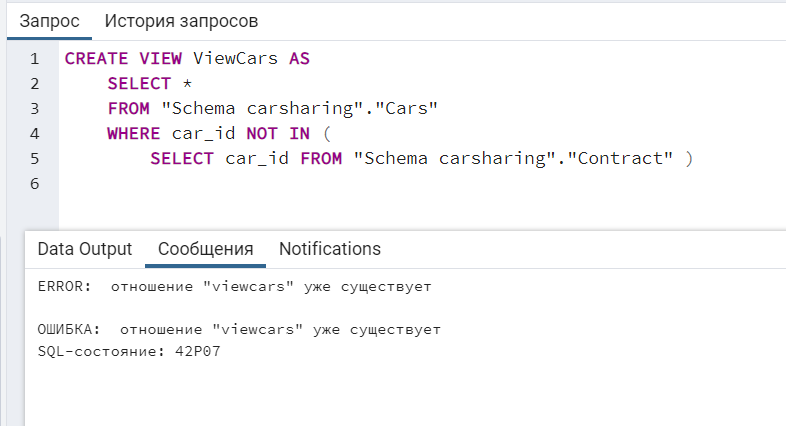 Запрос История запросов
1 CREATE VIEW ViewCars AS
2 SELECT *
3 FROM "Schema carsharing"."Cars"
4 WHERE car_id NOT IN (
5 SELECT car_id FROM "Schema carsharing"."Contract" )
6
Data Output Сообщения Notifications
ERROR: отношение "viewcars" уже существует
ОШИБКА: отношение "viewcars" уже существует
SQL-состояние: 42P07